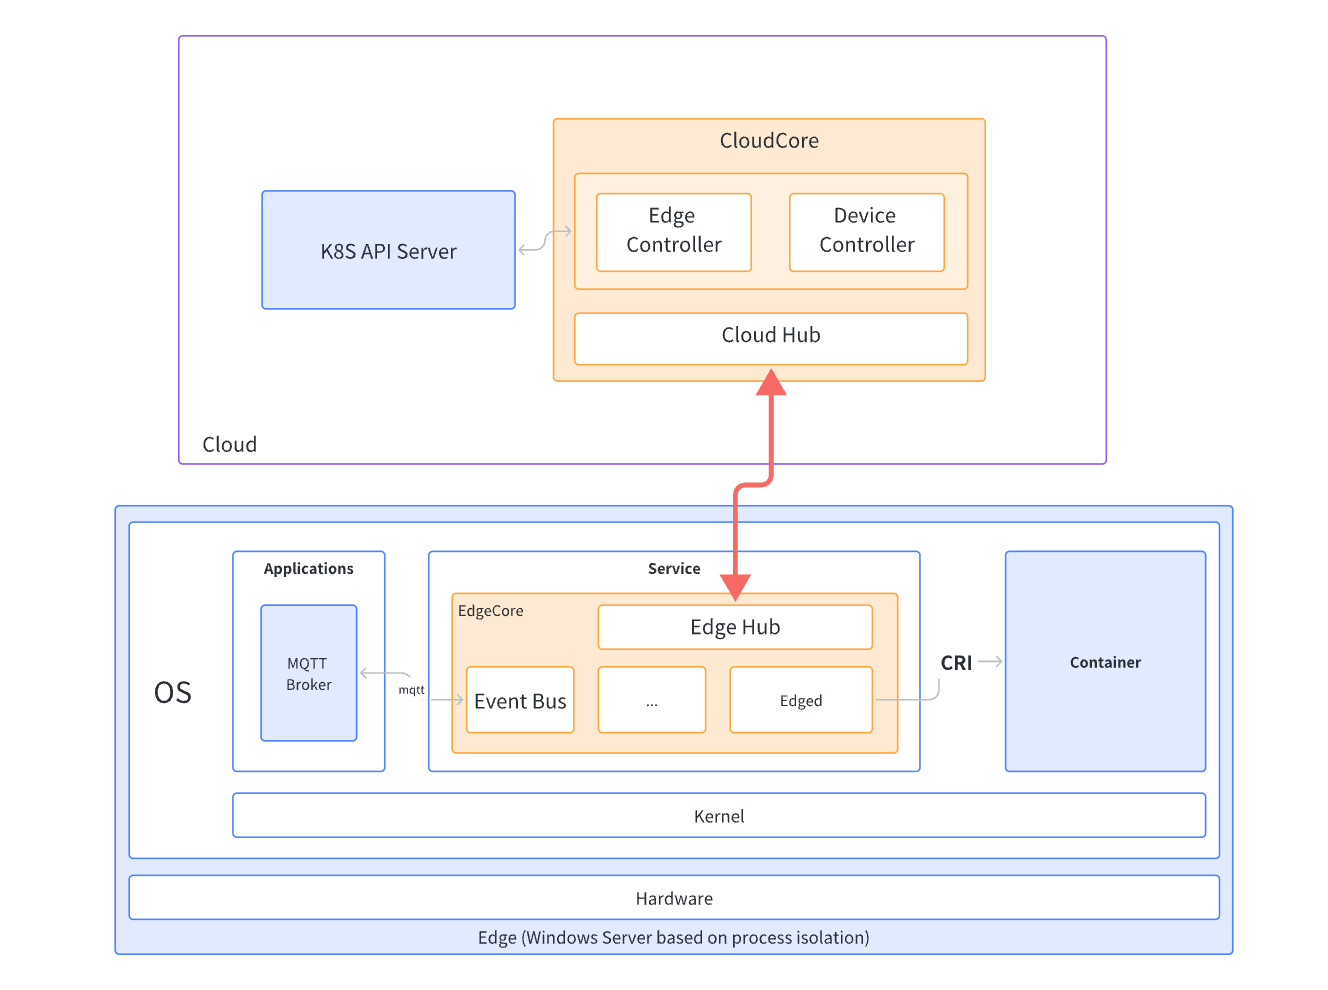 CloudCore
Edge
Controller
Device
Controller
K8S API Server
Cloud Hub
Cloud
Applications
Service
EdgeCore
Edge Hub
MQTT
Broker
mqtt
Event Bus
...
Edged
CRI
Container
OS
Kernel
Hardware
Edge (Windows Server based on process isolation)